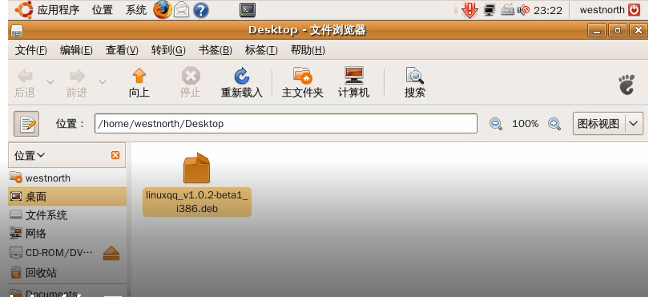 应用程序 位置 系统 23:22 westnorth
Desktop - 文件浏览器
文件(F) 编辑(E) 查看(V) 转到(G) 书签(B) 标签(T) 帮助(H)
后退 前进 向上 停止 重新载入 主文件夹 计算机 搜索
位置： /home/westnorth/Desktop 100% 图标视图
位置
westnorth
桌面
文件系统
网络
CD-ROM/DV...
回收站
Documents
linuxqq_v1.0.2-beta1_
i386.deb